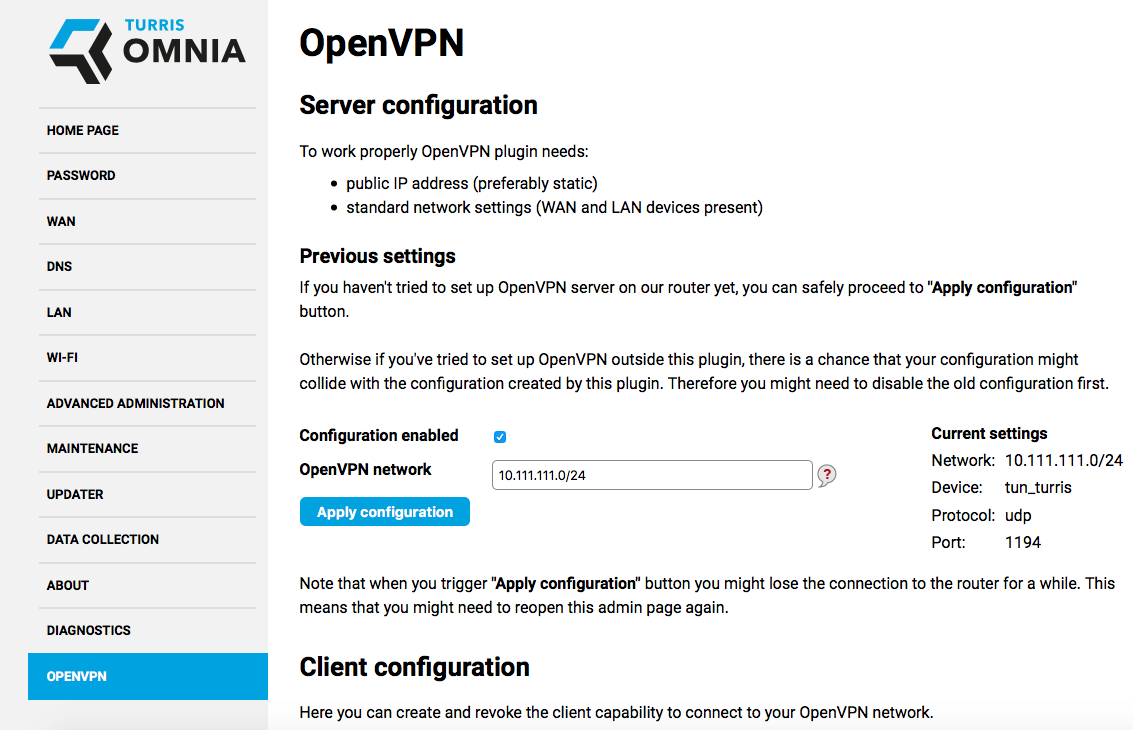 TURRIS
OMNIA
HOME PAGE
PASSWORD
WAN
DNS
LAN
WI-FI
ADVANCED ADMINISTRATION
MAINTENANCE
UPDATER
DATA COLLECTION
ABOUT
DIAGNOSTICS
OPENVPN
OpenVPN
Server configuration
To work properly OpenVPN plugin needs:
• public IP address (preferably static)
• standard network settings (WAN and LAN devices present)
Previous settings
If you haven't tried to set up OpenVPN server on our router yet, you can safely proceed to "Apply configuration"
button.
Otherwise if you've tried to set up OpenVPN outside this plugin, there is a chance that your configuration might
collide with the configuration created by this plugin. Therefore you might need to disable the old configuration first.
Configuration enabled
OpenVPN network
10.111.111.0/24
?
Apply configuration
Current settings
Network: 10.111.111.0/24
Device: tun_turris
Protocol: udp
Port: 1194
Note that when you trigger "Apply configuration" button you might lose the connection to the router for a while. This
means that you might need to reopen this admin page again.
Client configuration
Here you can create and revoke the client capability to connect to your OpenVPN network.